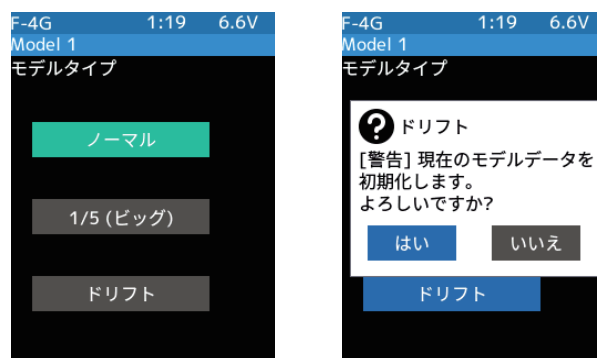 F-4G 1:19 6.6V
Model 1
モデルタイプ
ノーマル
1/5 (ビッグ)
ドリフト
F-4G 1:19 6.6V
Model 1
モデルタイプ
ドリフト
[警告] 現在のモデルデータを
初期化します。
よろしいですか?
はい いいえ
ドリフト